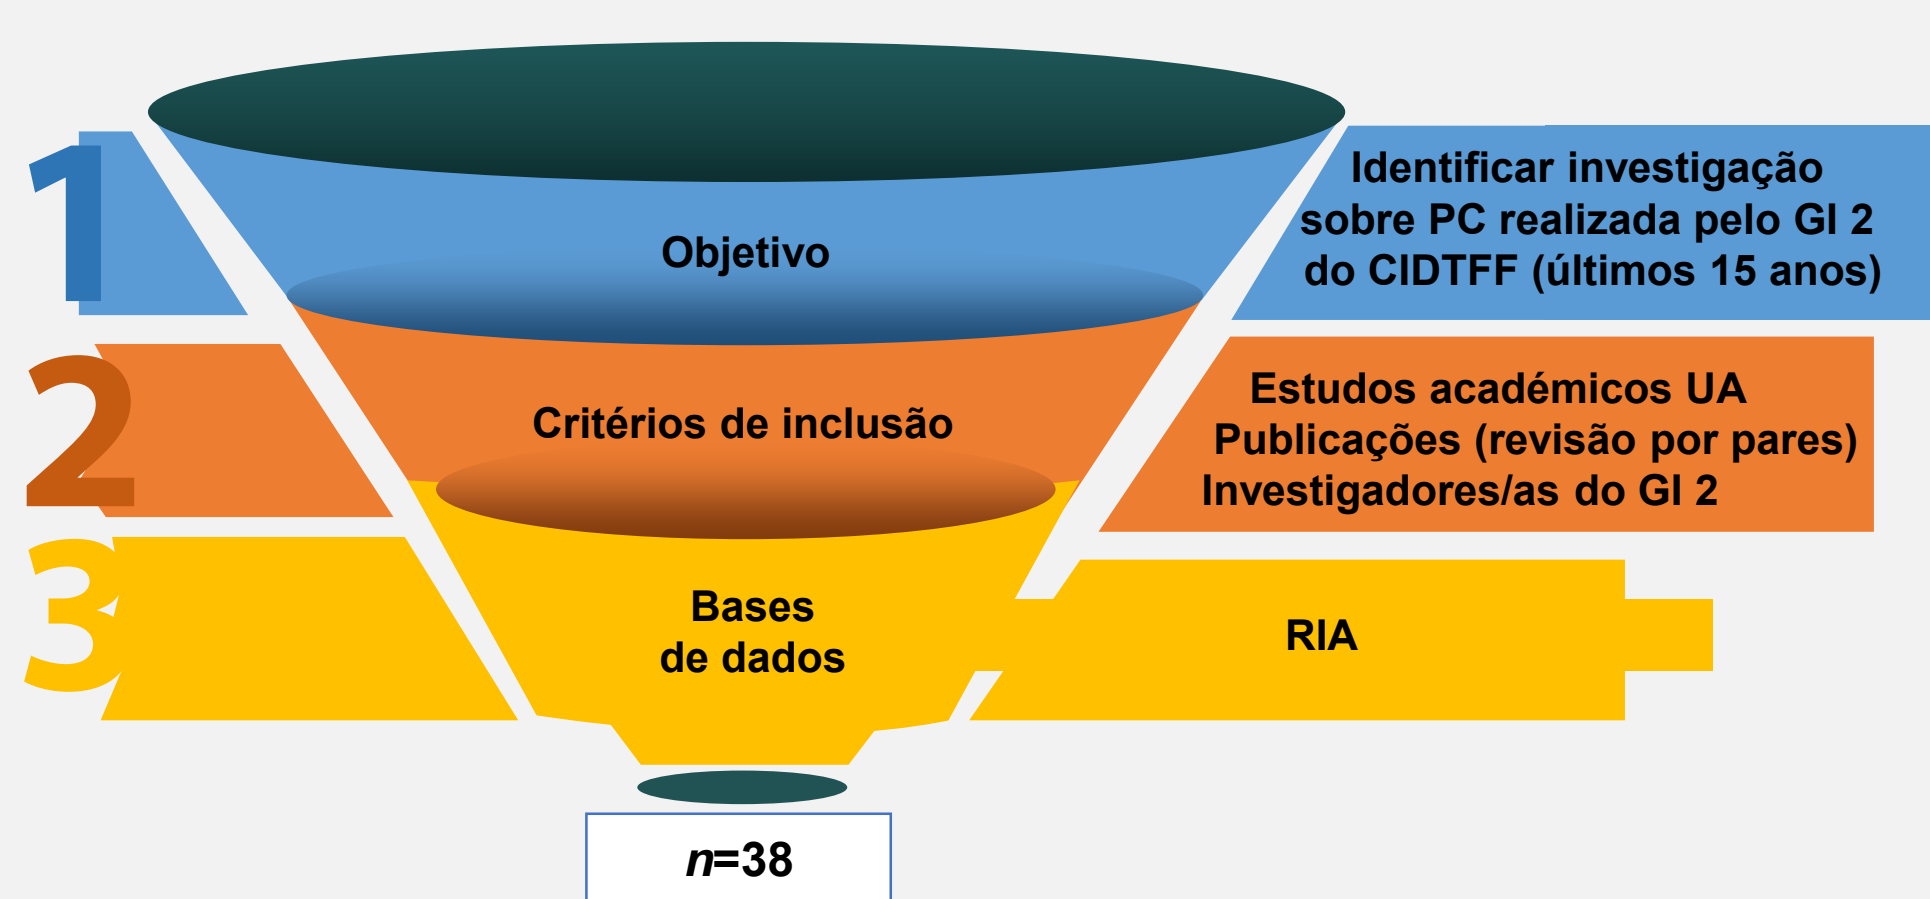 1
Objetivo
Identificar investigação
sobre PC realizada pelo GI 2
do CIDTFF (últimos 15 anos)
2
Critérios de inclusão
Estudos académicos UA
Publicações (revisão por pares)
Investigadores/as do GI 2
3
Bases
de dados
RIA
n=38